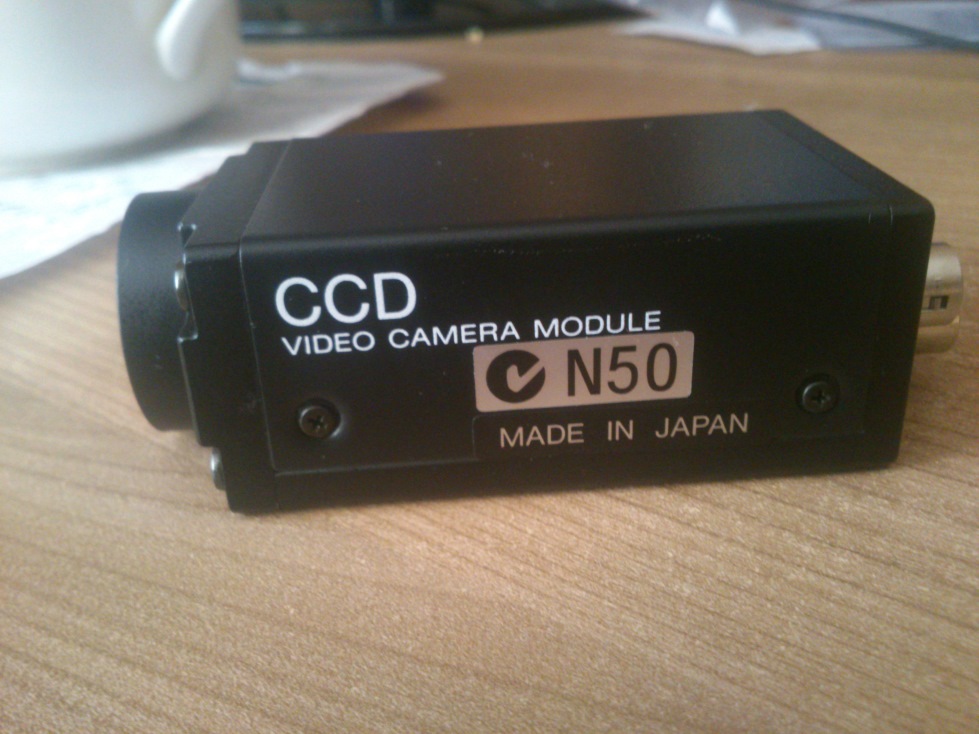 CCD
VIDEO CAMERA MODULE
N50
MADE IN JAPAN